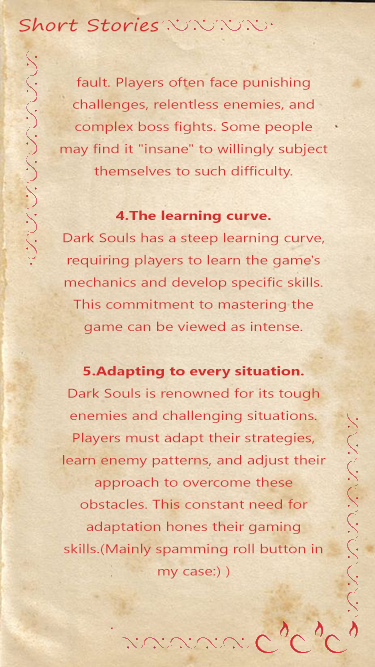 Short Stories
fault. Players often face punishing
challenges, relentless enemies, and
complex boss fights. Some people
may find it "insane" to willingly subject
themselves to such difficulty.
4.The learning curve.
Dark Souls has a steep learning curve,
requiring players to learn the game's
mechanics and develop specific skills.
This commitment to mastering the
game can be viewed as intense.
5.Adapting to every situation.
Dark Souls is renowned for its tough
enemies and challenging situations.
Players must adapt their strategies,
learn enemy patterns, and adjust their
approach to overcome these
obstacles. This constant need for
adaptation hones their gaming
skills.(Mainly spamming roll button in
my case:) )